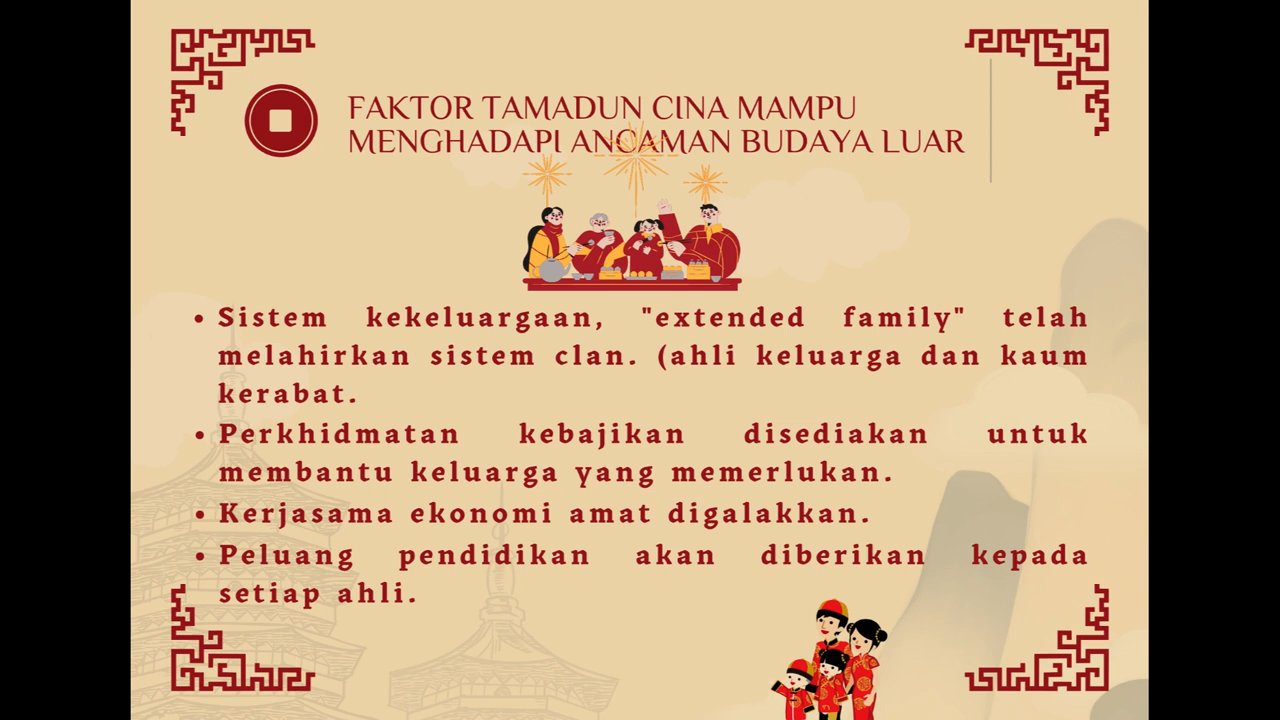 FAKTOR TAMADUN CINA MAMPU
MENGHADAPI ANCAMAN BUDAYA LUAR
• Sistem kekeluargaan, "extended family" telah
melahirkan sistem clan. (ahli keluarga dan kaum
kerabat.
• Perkhidmatan kebajikan disediakan untuk
membantu keluarga yang memerlukan.
• Kerjasama ekonomi amat digalakkan.
• Peluang pendidikan akan diberikan kepada
setiap ahli.